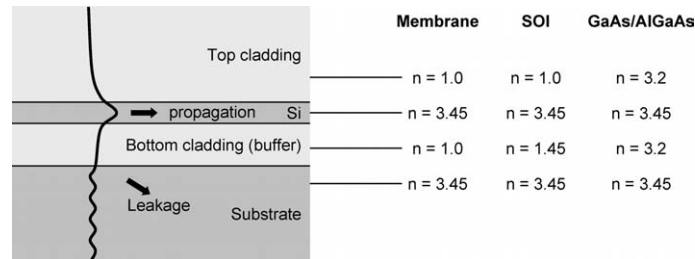 Membrane SOI GaAs/AlGaAs
Top cladding
n = 1.0 n = 1.0 n = 3.2
propagation Si n = 3.45 n = 3.45 n = 3.45
Bottom cladding (buffer) n = 1.0 n = 1.45 n = 3.2
n = 3.45 n = 3.45 n = 3.45
Leakage
Substrate